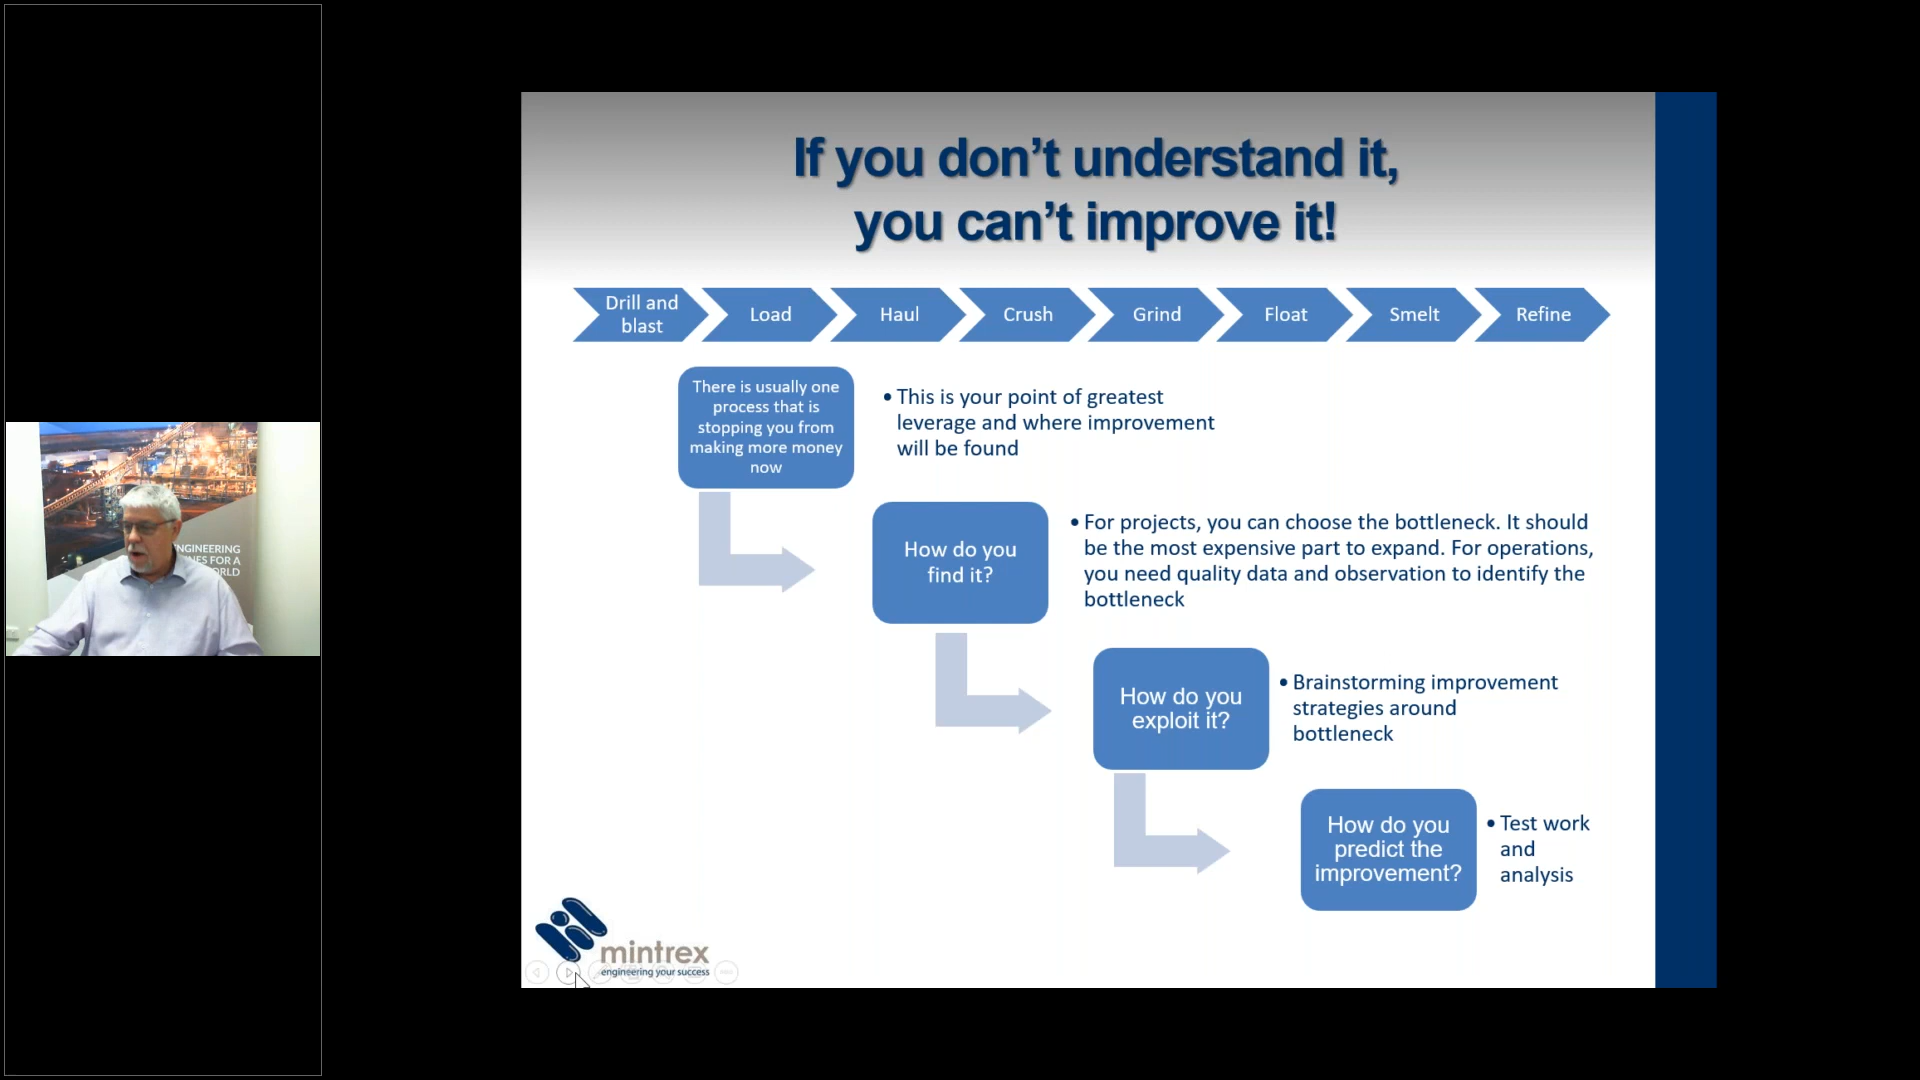 If you don’t understand it,
you can’t improve it!
Drill and
blast
Load
Haul
Crush
Grind
Float
Smelt
Refine
There is usually one
process that is
stopping you from
making more money
now
• This is your point of greatest
leverage and where improvement
will be found
How do you
find it?
• For projects, you can choose the bottleneck. It should
be the most expensive part to expand. For operations,
you need quality data and observation to identify the
bottleneck
How do you
exploit it?
• Brainstorming improvement
strategies around
bottleneck
How do you
predict the
improvement?
• Test work
and
analysis
mintrex
engineering your success
FOR A